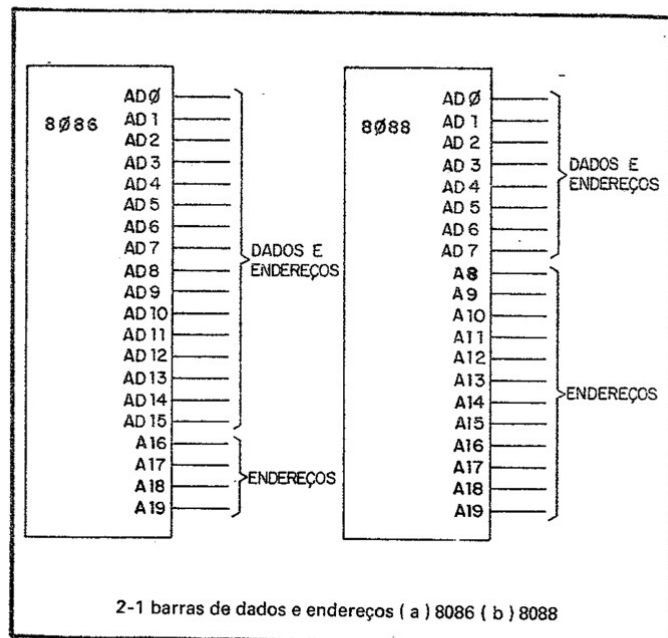 8Ø86
ADØ
AD1
AD2
AD3
AD4
AD5
AD6
AD7
AD8
AD9
AD10
AD11
AD12
AD13
AD14
AD15
A16
A17
A18
A19
DADOS E
ENDEREÇOS
ENDEREÇOS
8Ø88
ADØ
AD1
AD2
AD3
AD4
AD5
AD6
AD7
A8
A9
A10
A11
A12
A13
A14
A15
A16
A17
A18
A19
DADOS E
ENDEREÇOS
ENDEREÇOS
2-1 barras de dados e endereços ( a ) 8086 ( b ) 8088